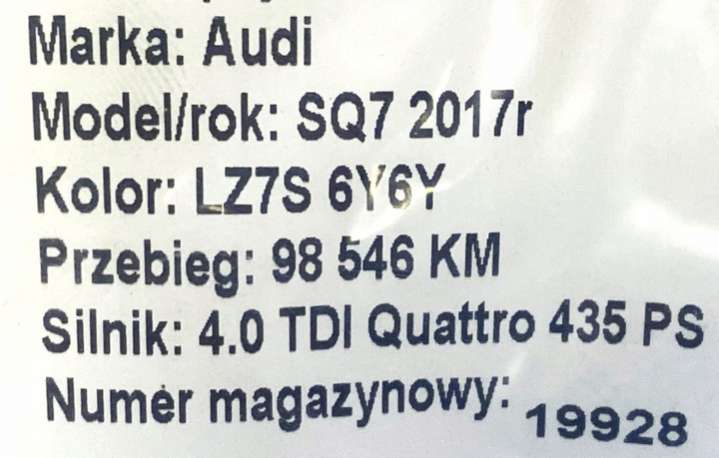 Marka: Audi
Model/rok: SQ7 2017r
Kolor: LZ7S 6Y6Y
Przebieg: 98 546 KM
Silnik: 4.0 TDI Quattro 435 PS
Numer magazynowy: 19928